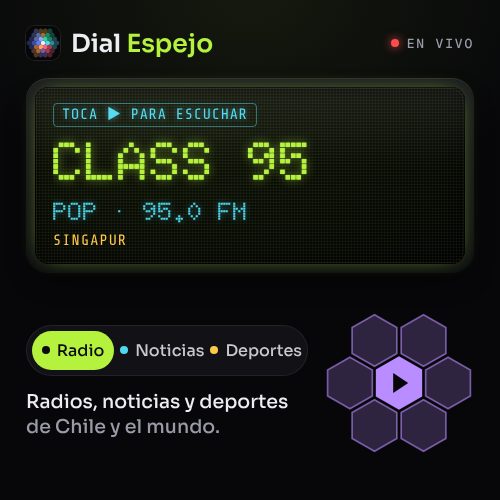 Dial Espejo
EN VIVO
TOCA ▶ PARA ESCUCHAR
CLASS 95
POP · 95.0 FM
SINGAPUR
Radio Noticias Deportes
Radios, noticias y deportes
de Chile y el mundo.